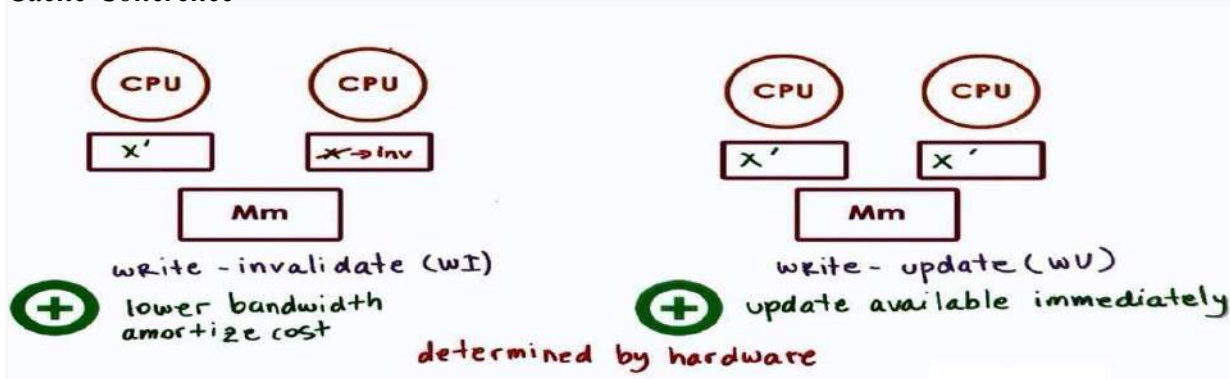 Cache Coherence
CPU CPU
X' X→inv
Mm
write-invalidate (WI)
+ lower bandwidth
amortize cost
CPU CPU
X' X'
Mm
write-update (WU)
+ update available immediately
determined by hardware